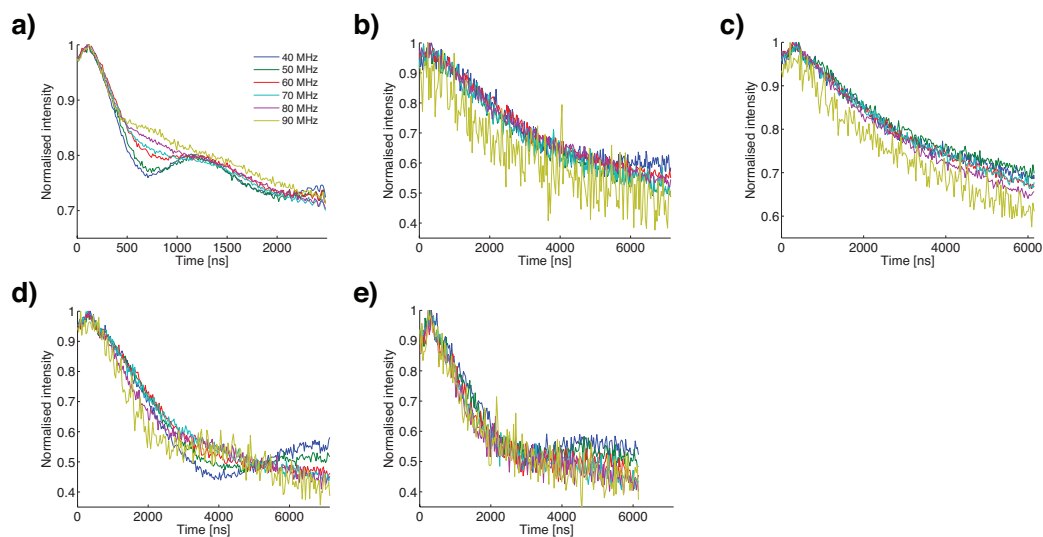 a)
1
0.9
0.8
0.7
0
500
1000
1500
2000
Normalised intensity
Time [ns]
40 MHz
50 MHz
60 MHz
70 MHz
80 MHz
90 MHz
b)
1
0.9
0.8
0.7
0.6
0.5
0.4
0
2000
4000
6000
Normalised intensity
Time [ns]
c)
1
0.9
0.8
0.7
0.6
0
2000
4000
6000
Normalised intensity
Time [ns]
d)
1
0.9
0.8
0.7
0.6
0.5
0.4
0
2000
4000
6000
Normalised intensity
Time [ns]
e)
1
0.9
0.8
0.7
0.6
0.5
0.4
0
2000
4000
6000
Normalised intensity
Time [ns]